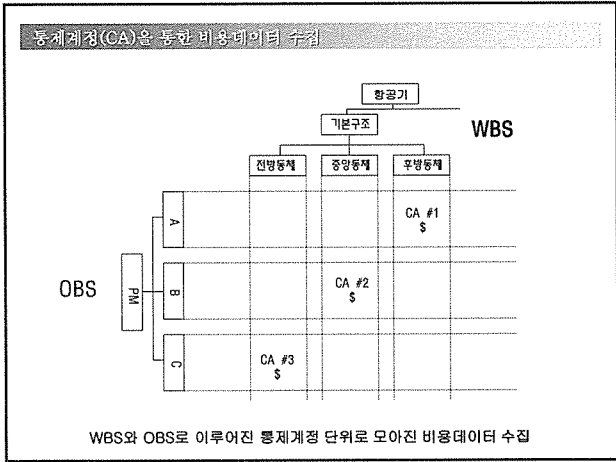 통제계정(CA)을 통한 비용데이터 수집
항공기
기본구조
WBS
전방동체
중앙동체
후방동체
CA #1
$
A
OBS
PM
B
CA #2
$
C
CA #3
$
WBS와 OBS로 이루어진 통제계정 단위로 모아진 비용데이터 수집